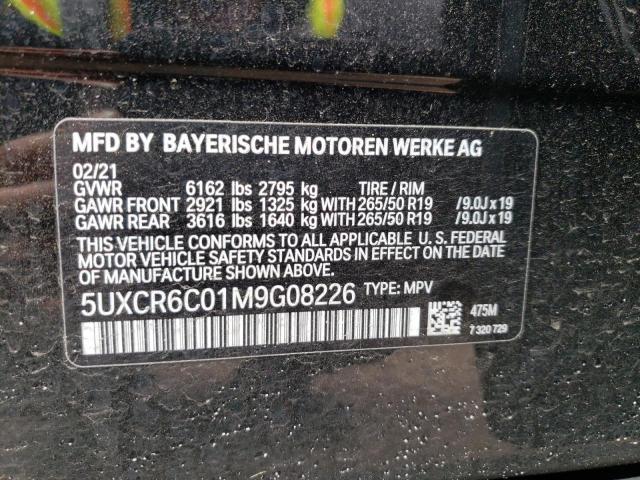 MFD BY BAYERISCHE MOTOREN WERKE AG
02/21
GVWR 6162 lbs 2795 kg TIRE / RIM
GAWR FRONT 2921 lbs 1325 kg WITH 265/50 R19 /9.0J x 19
GAWR REAR 3616 lbs 1640 kg WITH 265/50 R19 /9.0J x 19
THIS VEHICLE CONFORMS TO ALL APPLICABLE U. S. FEDERAL
MOTOR VEHICLE SAFETY STANDARDS IN EFFECT ON THE
DATE OF MANUFACTURE SHOWN ABOVE.
5UXCR6C01M9G08226 TYPE: MPV
475M
7 320 729